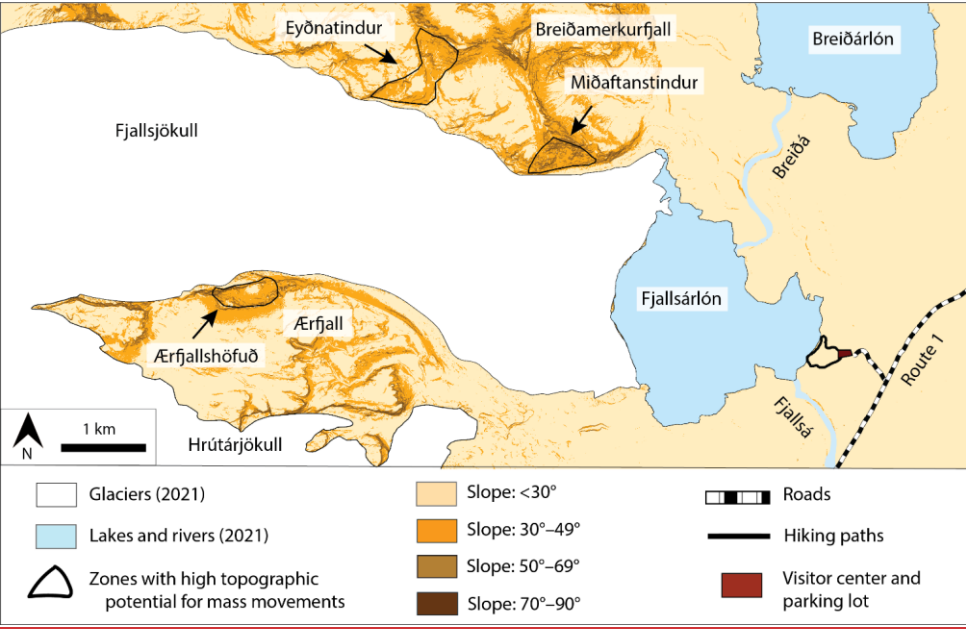 Eyðnatindur
Breiðamerkurfjall
Breiðárlón
Miðaftanstindur
Fjallsjökull
Breiðá
Fjallsárlón
Ærfjall
Ærfjallshöfuð
Route 1
Fjallsá
1 km
N
Hrútárjökull
Glaciers (2021)
Lakes and rivers (2021)
Zones with high topographic
potential for mass movements
Slope: <30°
Slope: 30°–49°
Slope: 50°–69°
Slope: 70°–90°
Roads
Hiking paths
Visitor center and
parking lot